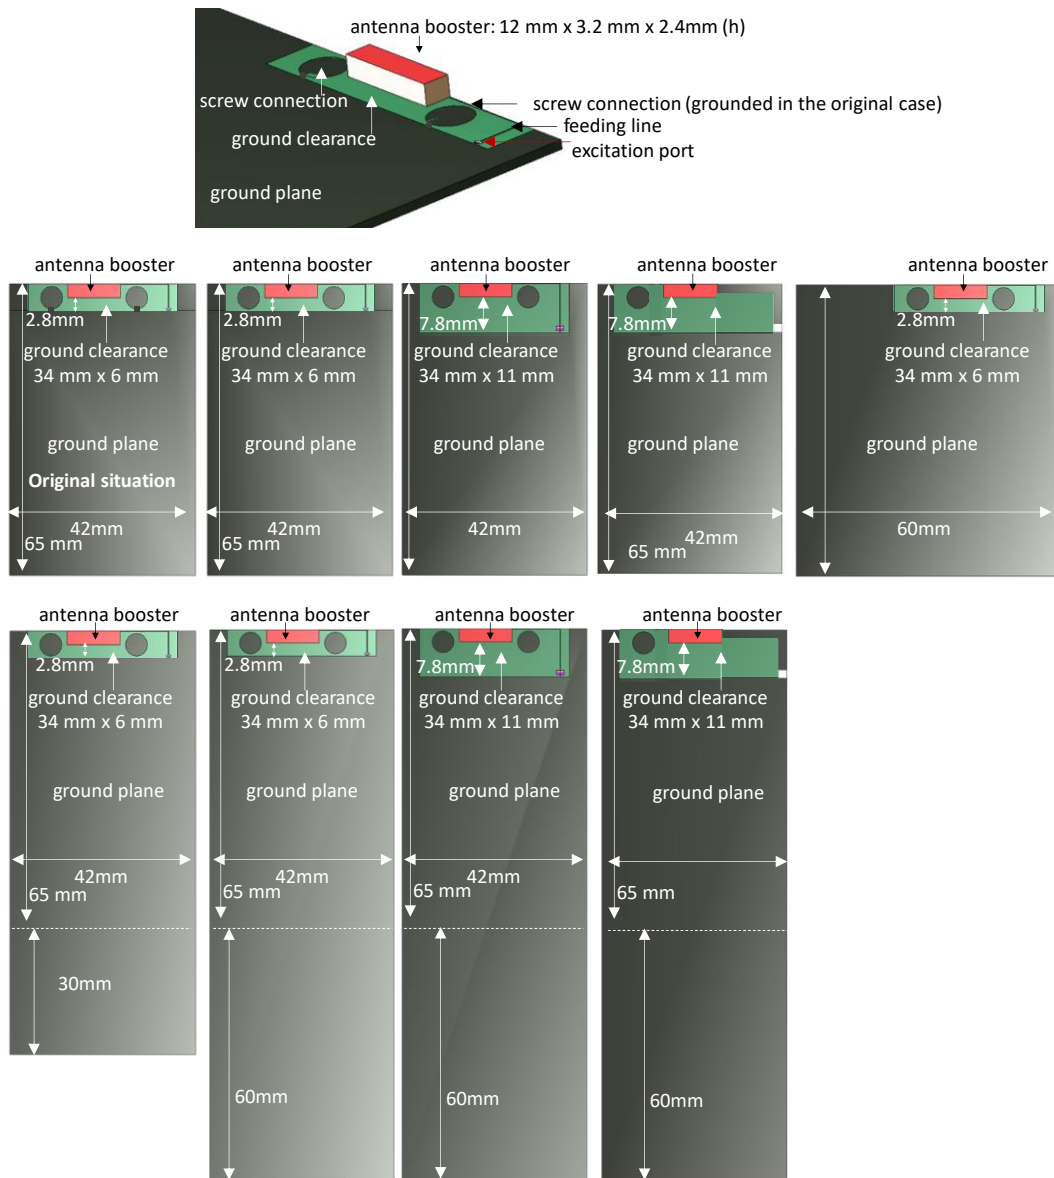 antenna booster: 12 mm x 3.2 mm x 2.4mm (h)
screw connection
screw connection (grounded in the original case)
ground clearance
feeding line
excitation port
ground plane
antenna booster
2.8mm
ground clearance
34 mm x 6 mm
ground plane
Original situation
42mm
65 mm
antenna booster
2.8mm
ground clearance
34 mm x 6 mm
ground plane
42mm
65 mm
antenna booster
7.8mm
ground clearance
34 mm x 11 mm
ground plane
42mm
antenna booster
7.8mm
ground clearance
34 mm x 11 mm
ground plane
42mm
65 mm
antenna booster
2.8mm
ground clearance
34 mm x 6 mm
ground plane
60mm
antenna booster
2.8mm
ground clearance
34 mm x 6 mm
ground plane
42mm
65 mm
30mm
antenna booster
2.8mm
ground clearance
34 mm x 6 mm
ground plane
42mm
65 mm
60mm
antenna booster
7.8mm
ground clearance
34 mm x 11 mm
ground plane
42mm
65 mm
60mm
antenna booster
7.8mm
ground clearance
34 mm x 11 mm
ground plane
65 mm
60mm